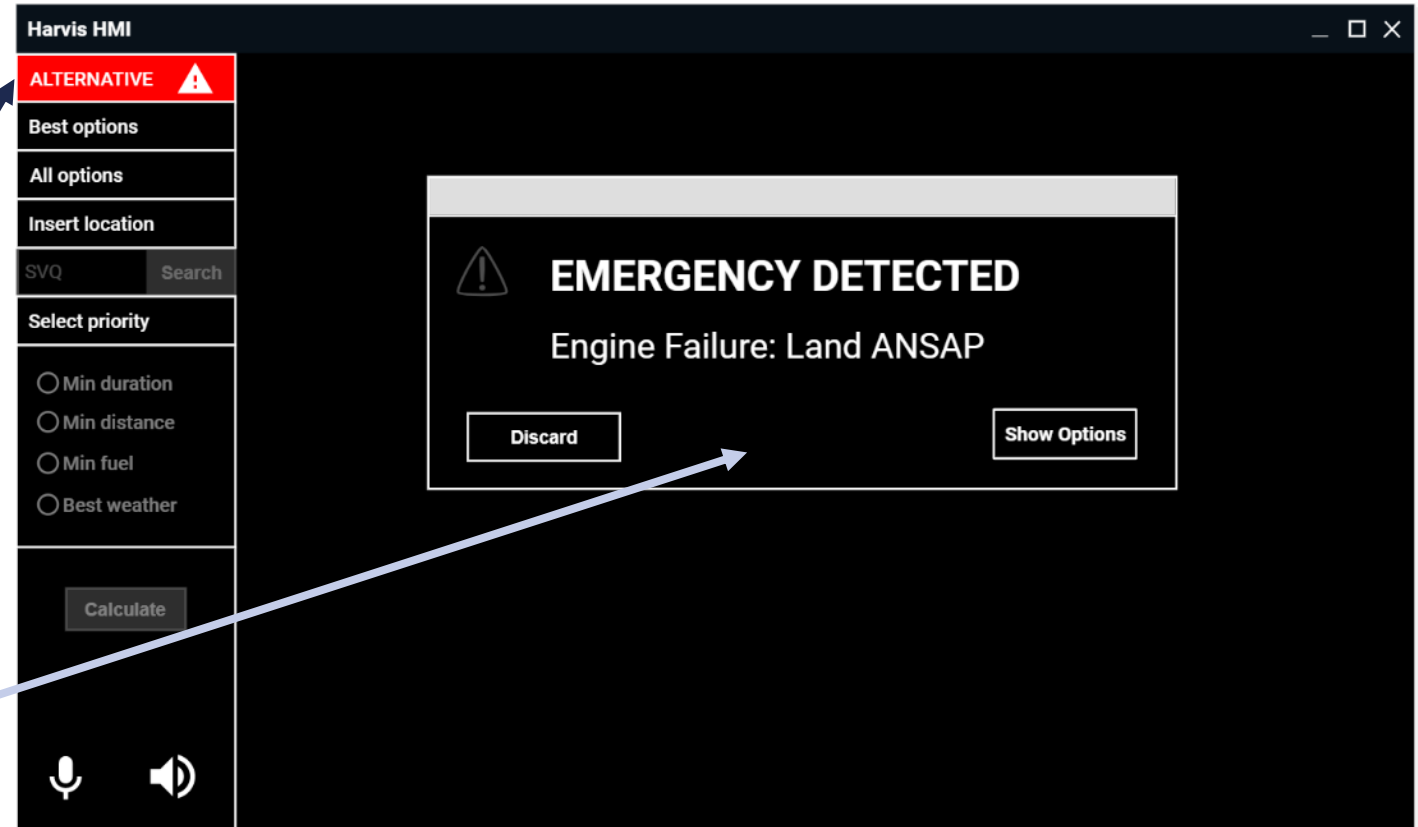 Harvis HMI
ALTERNATIVE
Best options
All options
Insert location
SVQ Search
Select priority
Min duration
Min distance
Min fuel
Best weather
Calculate
EMERGENCY DETECTED
Engine Failure: Land ANSAP
Discard Show Options